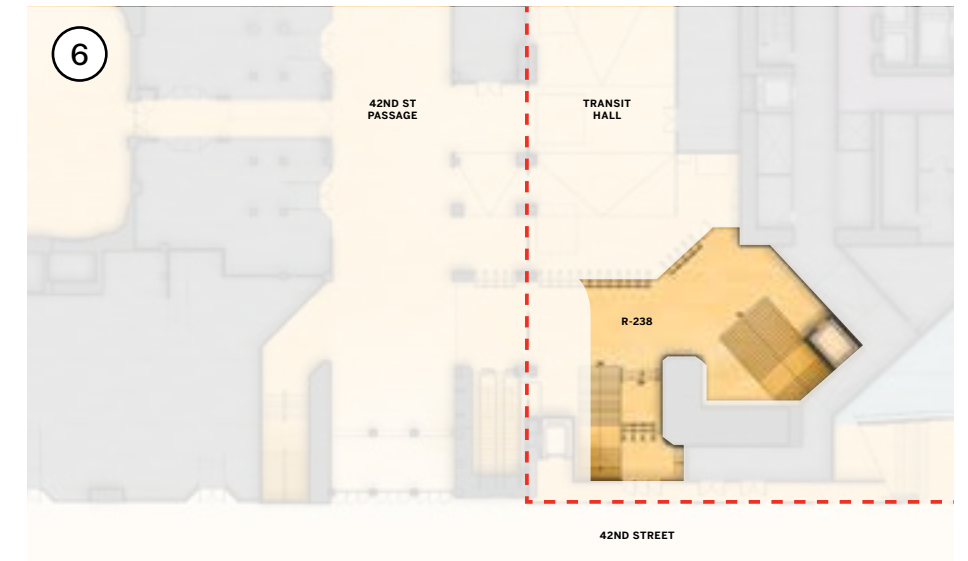 6
42ND ST
PASSAGE
TRANSIT
HALL
R-238
42ND STREET